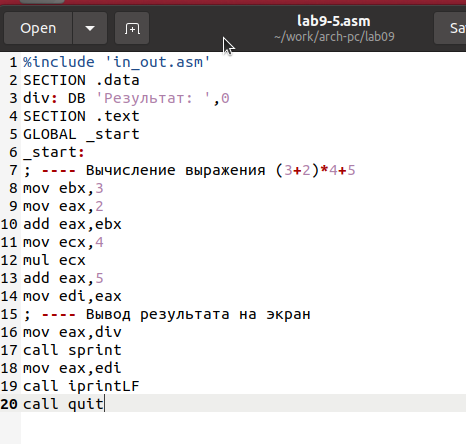 Open
lab9-5.asm
~/work/arch-pc/lab09
Sa
1 %include 'in_out.asm'
2 SECTION .data
3 div: DB 'Результат: ',0
4 SECTION .text
5 GLOBAL _start
6 _start:
7 ; ---- Вычисление выражения (3+2)*4+5
8 mov ebx,3
9 mov eax,2
10 add eax,ebx
11 mov ecx,4
12 mul ecx
13 add eax,5
14 mov edi,eax
15 ; ---- Вывод результата на экран
16 mov eax,div
17 call sprint
18 mov eax,edi
19 call iprintLF
20 call quit